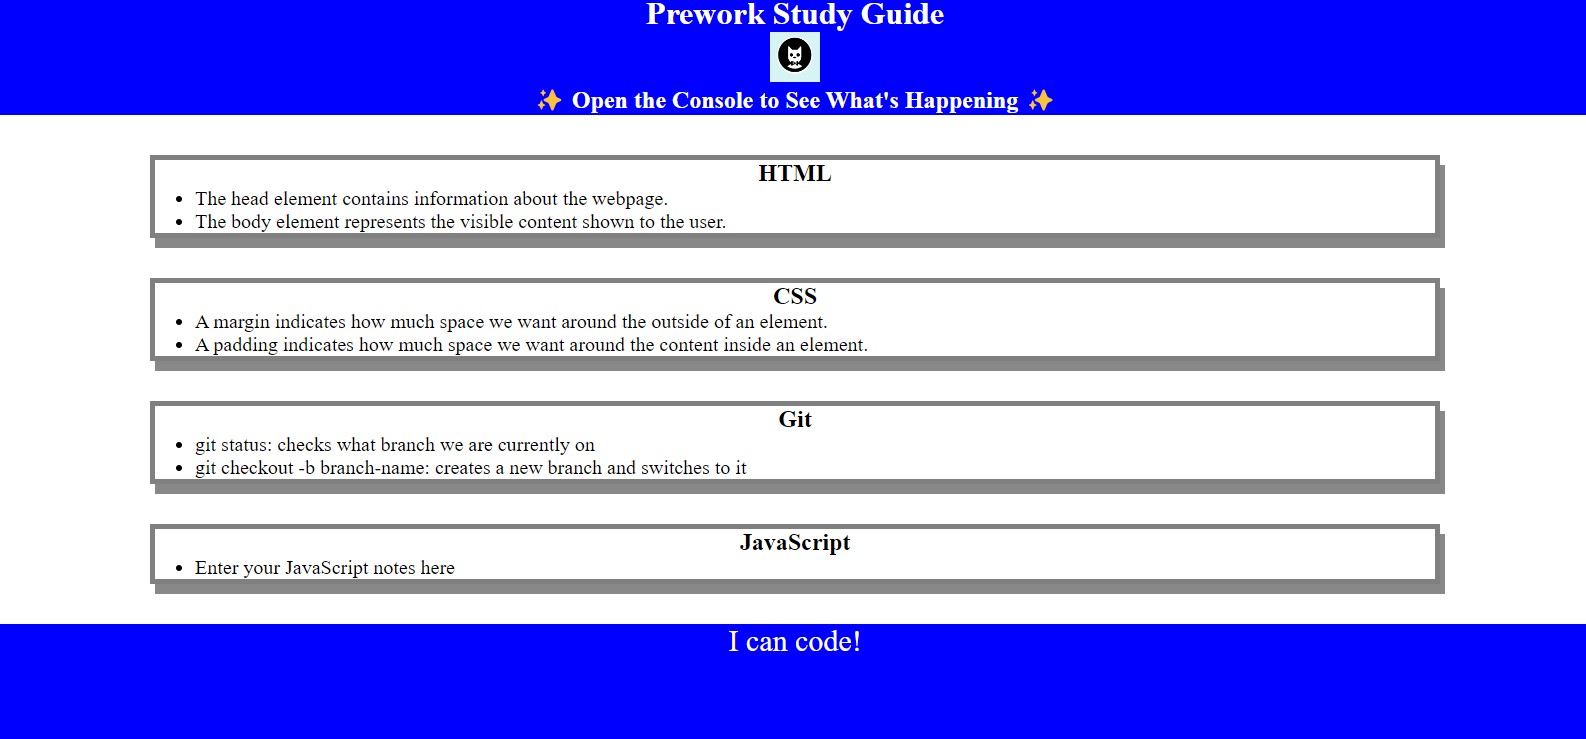 Prework Study Guide
✨ Open the Console to See What's Happening ✨
HTML
• The head element contains information about the webpage.
• The body element represents the visible content shown to the user.
CSS
• A margin indicates how much space we want around the outside of an element.
• A padding indicates how much space we want around the content inside an element.
Git
• git status: checks what branch we are currently on
• git checkout -b branch-name: creates a new branch and switches to it
JavaScript
• Enter your JavaScript notes here
I can code!